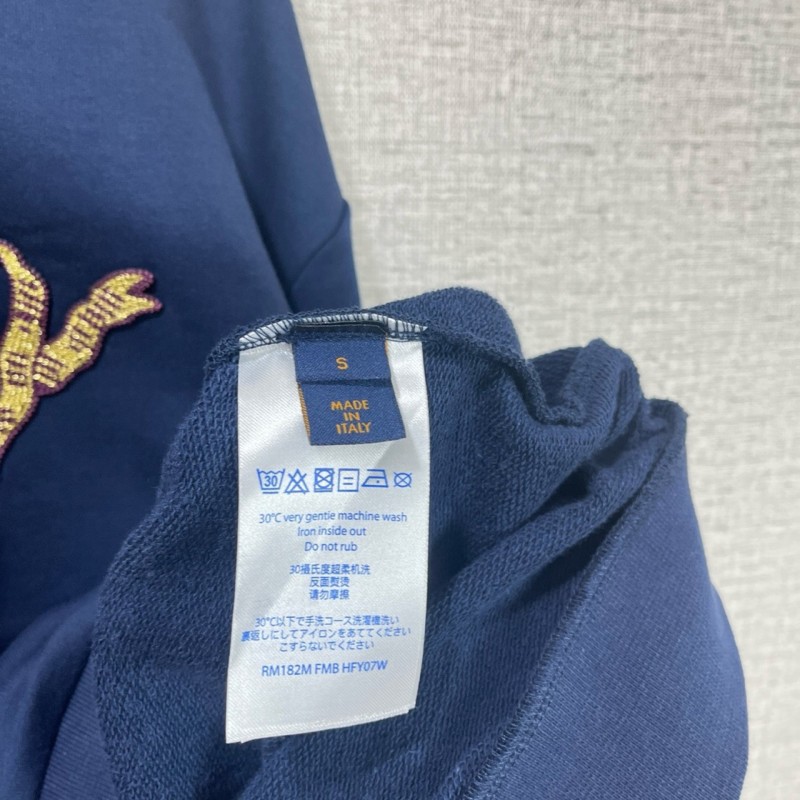 S
MADE
IN
ITALY
30
30℃ very gentle machine wash
Iron inside out
Do not rub
30摄氏度超柔机洗
反面熨烫
请勿摩擦
30℃以下で手洗コース洗濯機洗い
裏返しにしてアイロンをあててください
こすらないでください
RM182M FMB HFY07W